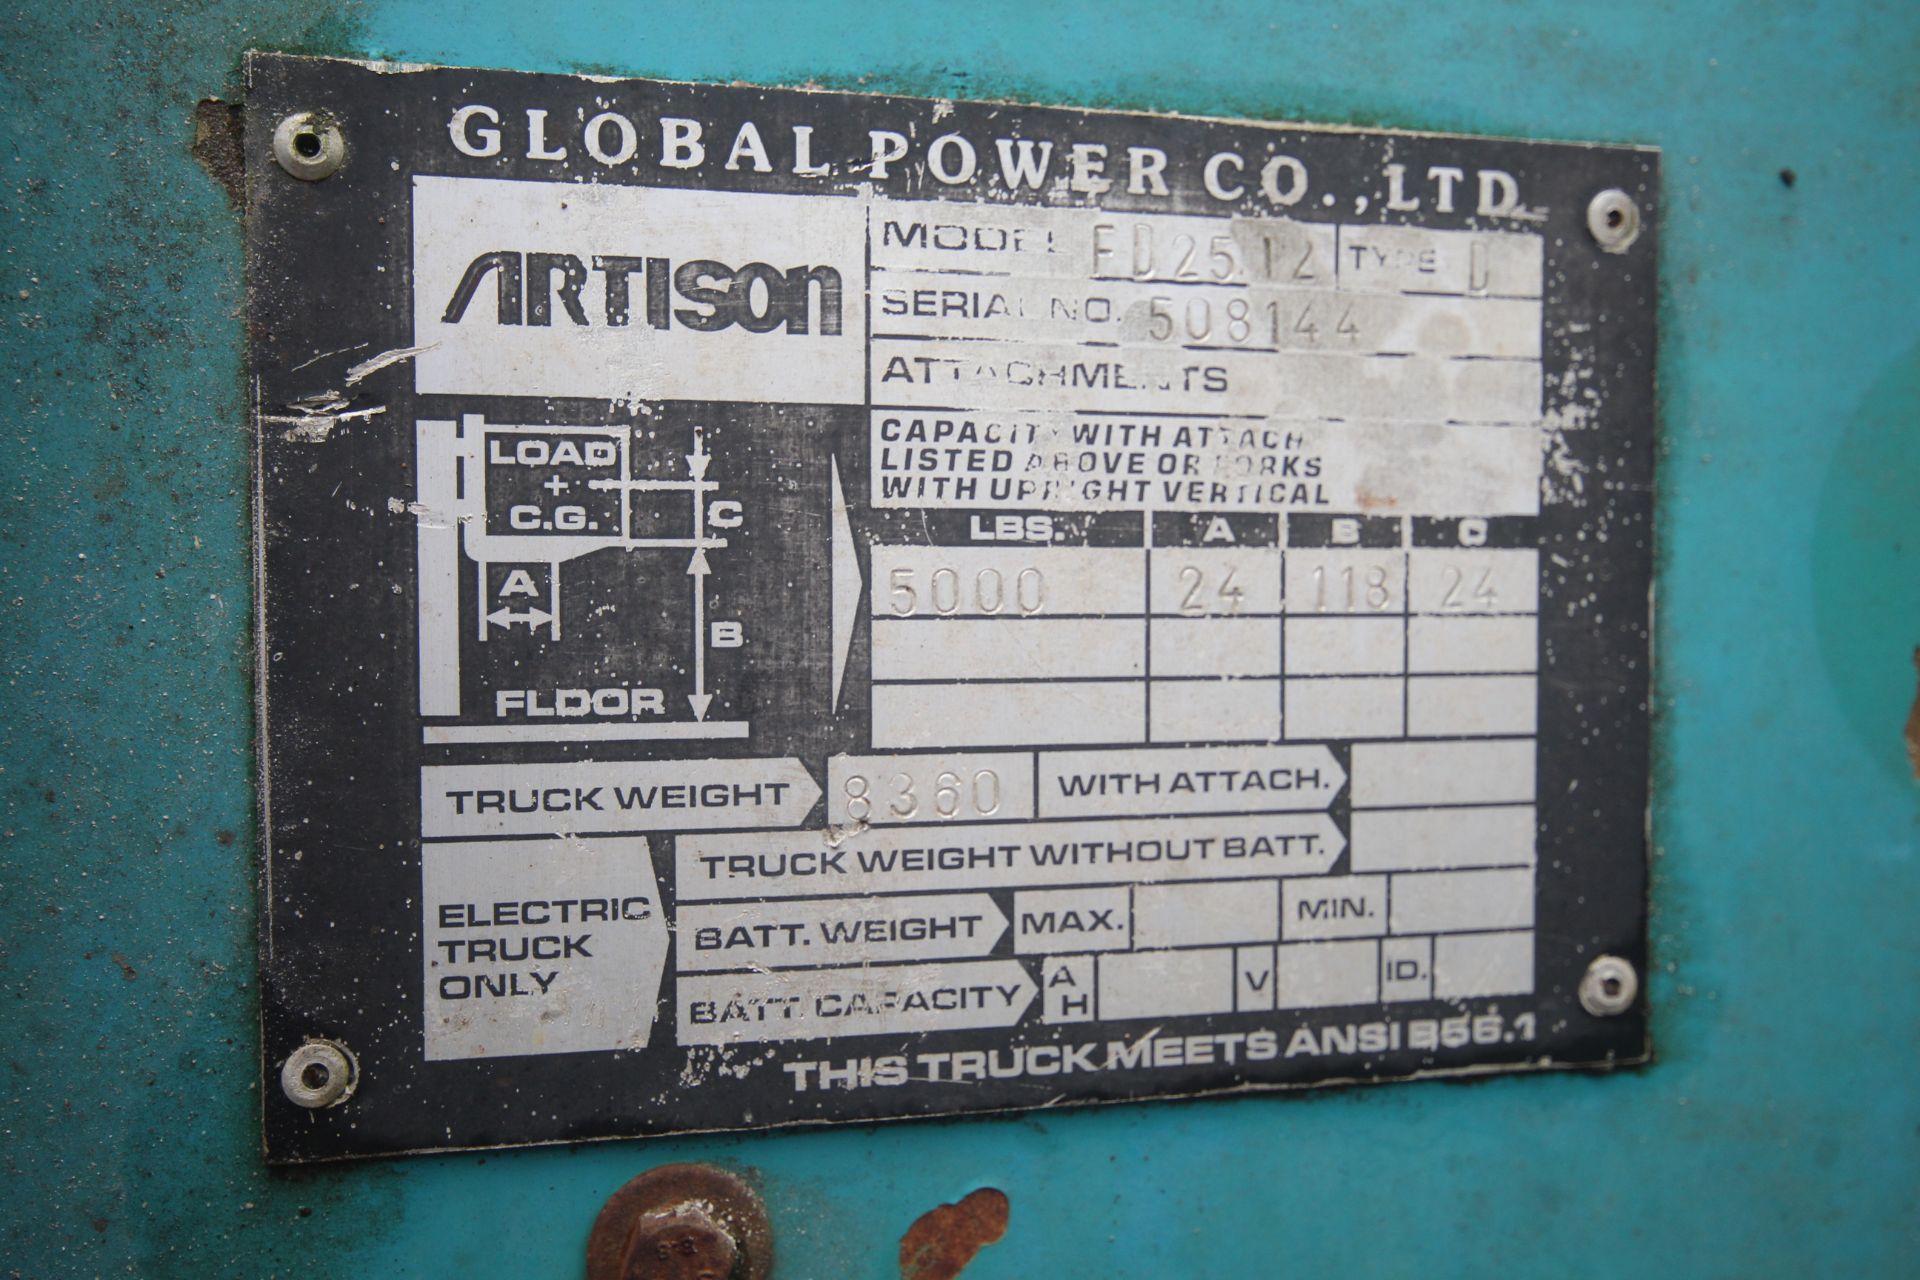 GLOBAL POWER CO., LTD.
ARTISON
MODEL FD25.12 TYPE D
SERIAL NO. 508144
ATTACHMENTS
CAPACITY WITH ATTACH
LISTED ABOVE OR FORKS
WITH UPRIGHT VERTICAL
LOAD
+
C.G.
C
A
B
FLOOR
LBS. A B C
5000 24 118 24
TRUCK WEIGHT 8360 WITH ATTACH.
ELECTRIC
TRUCK
ONLY
TRUCK WEIGHT WITHOUT BATT.
BATT. WEIGHT MAX. MIN.
BATT. CAPACITY AH V ID.
THIS TRUCK MEETS ANSI B56.1